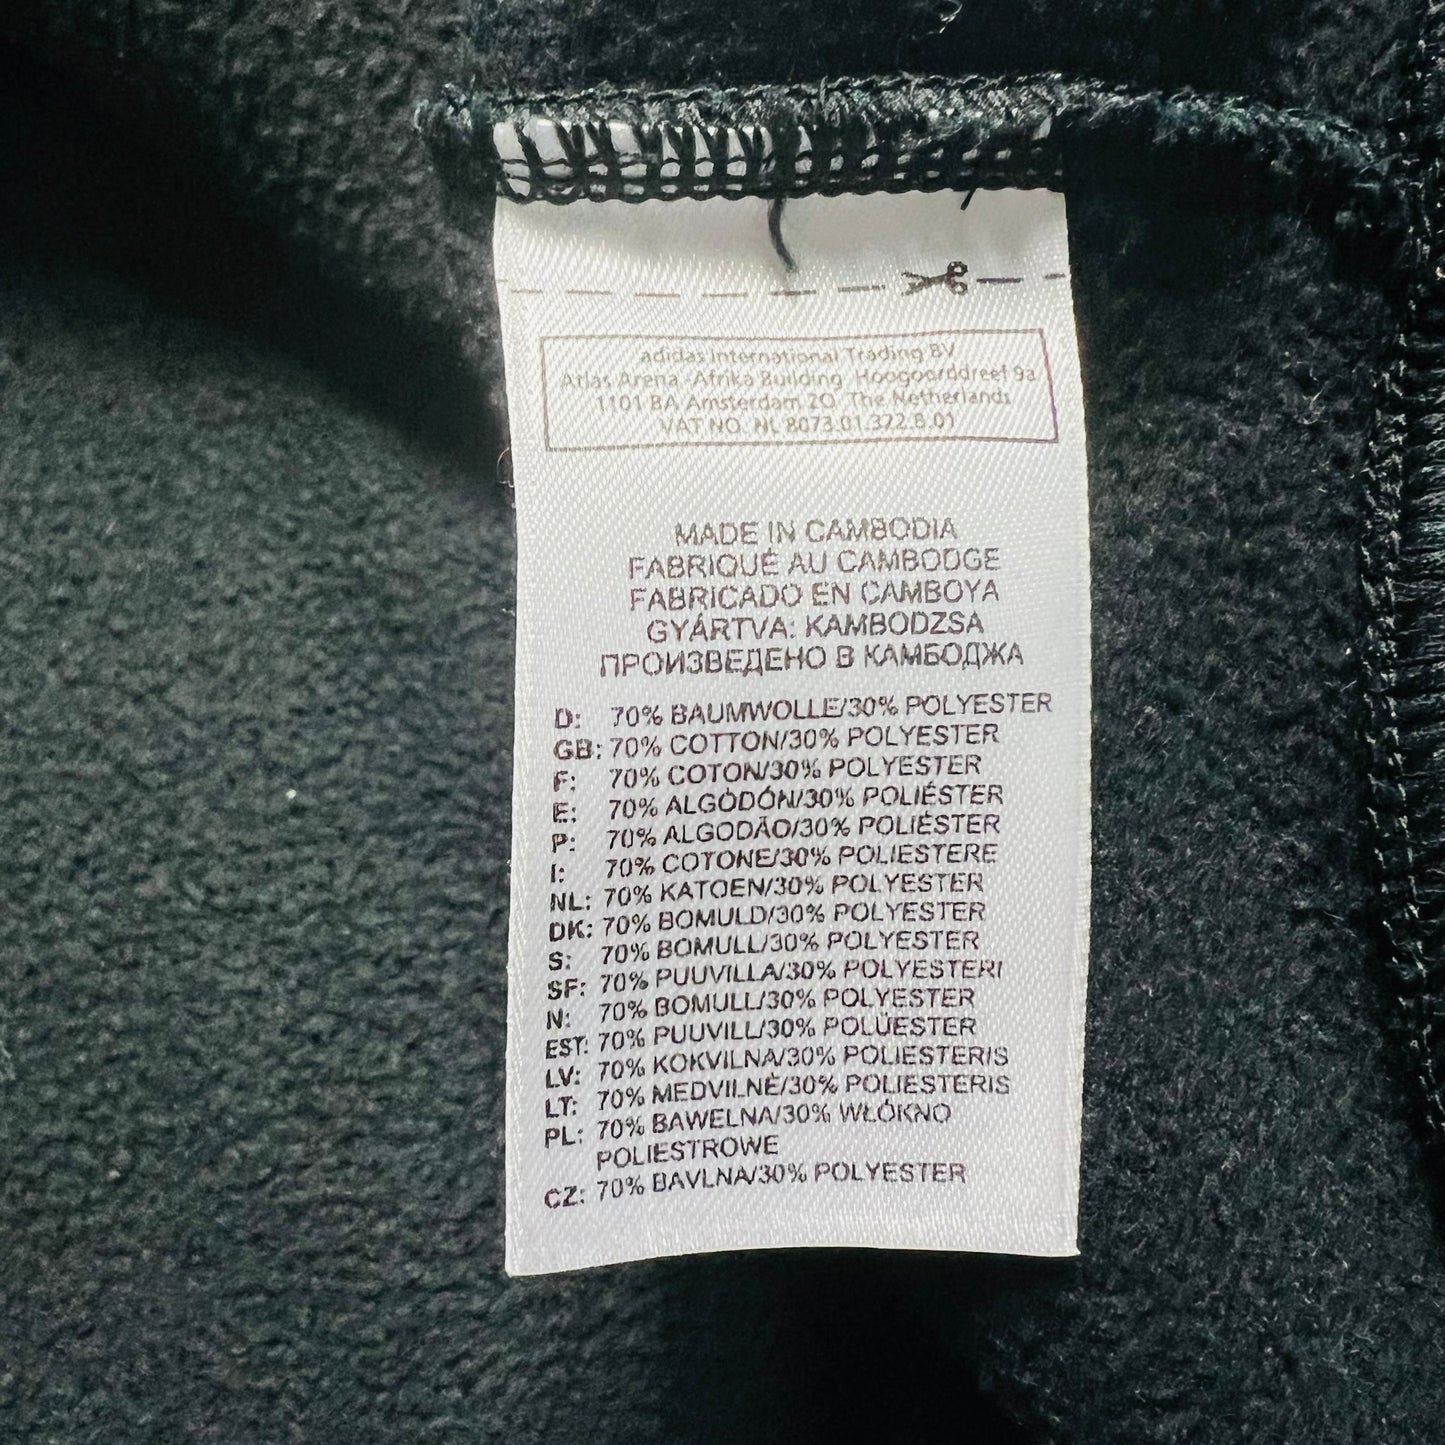 adidas International Trading BV
Atlas Arena -Afrika Building Hoogoorddreef 9a
1101 BA Amsterdam ZO The Netherlands
VAT NO. NL 8073.01.322.B.01
MADE IN CAMBODIA
FABRIQUÉ AU CAMBODGE
FABRICADO EN CAMBOYA
GYÁRTVA: KAMBODZSA
ПРОИЗВЕДЕНО В КАМБОДЖА
D: 70% BAUMWOLLE/30% POLYESTER
GB: 70% COTTON/30% POLYESTER
F: 70% COTON/30% POLYESTER
E: 70% ALGÓDÓN/30% POLIÉSTER
P: 70% ALGODÃO/30% POLIÉSTER
I: 70% COTONE/30% POLIESTERE
NL: 70% KATOEN/30% POLYESTER
DK: 70% BOMULD/30% POLYESTER
S: 70% BOMULL/30% POLYESTER
SF: 70% PUUVILLA/30% POLYESTERI
N: 70% BOMULL/30% POLYESTER
EST: 70% PUUVILL/30% POLÜESTER
LV: 70% KOKVILNA/30% POLIESTERIS
LT: 70% MEDVILNĖ/30% POLIESTERIS
PL: 70% BAWEŁNA/30% WŁÓKNO
POLIESTROWE
CZ: 70% BAVLNA/30% POLYESTER